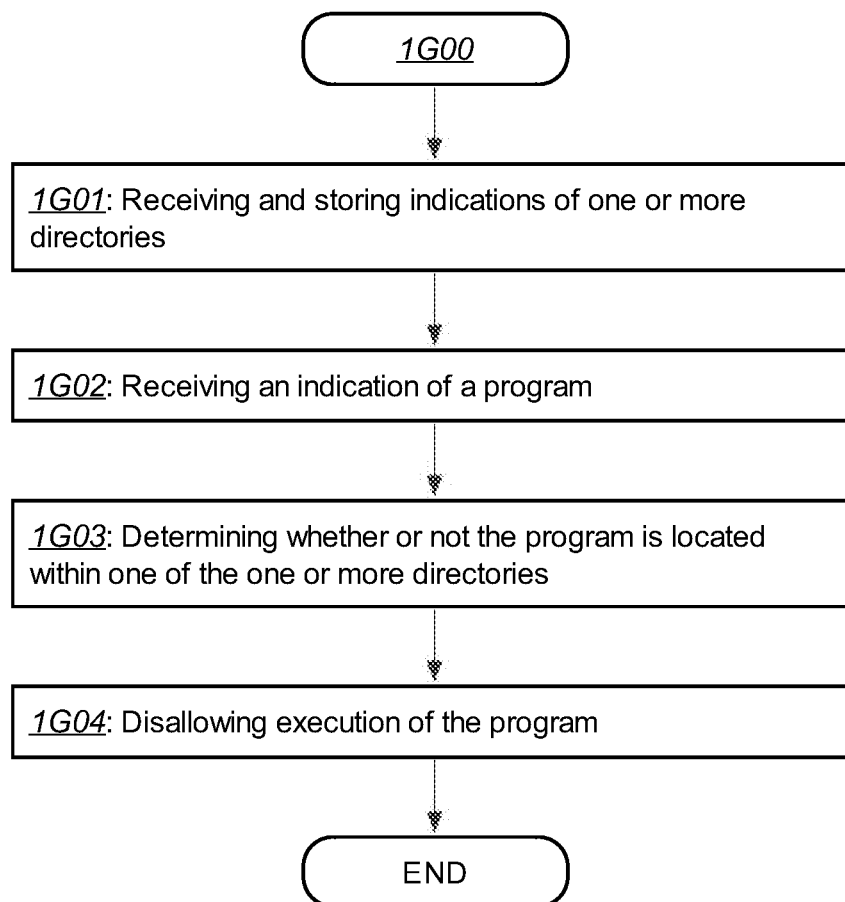 1G00
1G01: Receiving and storing indications of one or more
directories
1G02: Receiving an indication of a program
1G03: Determining whether or not the program is located
within one of the one or more directories
1G04: Disallowing execution of the program
END